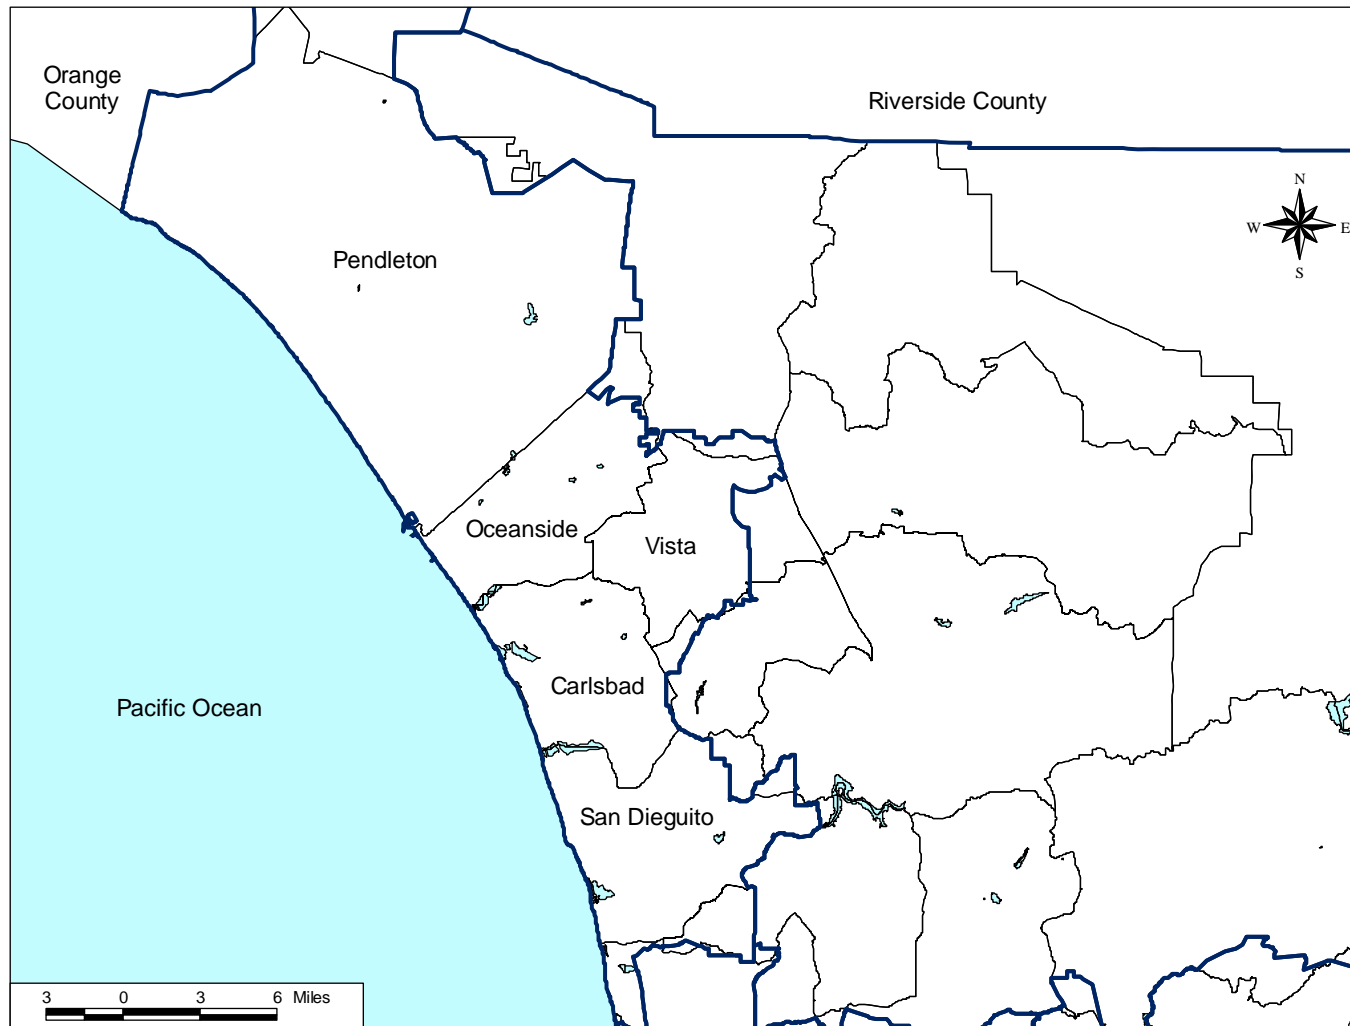 Orange
County
Riverside County
N
W
E
S
Pendleton
Oceanside
Vista
Carlsbad
Pacific Ocean
San Dieguito
3 0 3 6 Miles